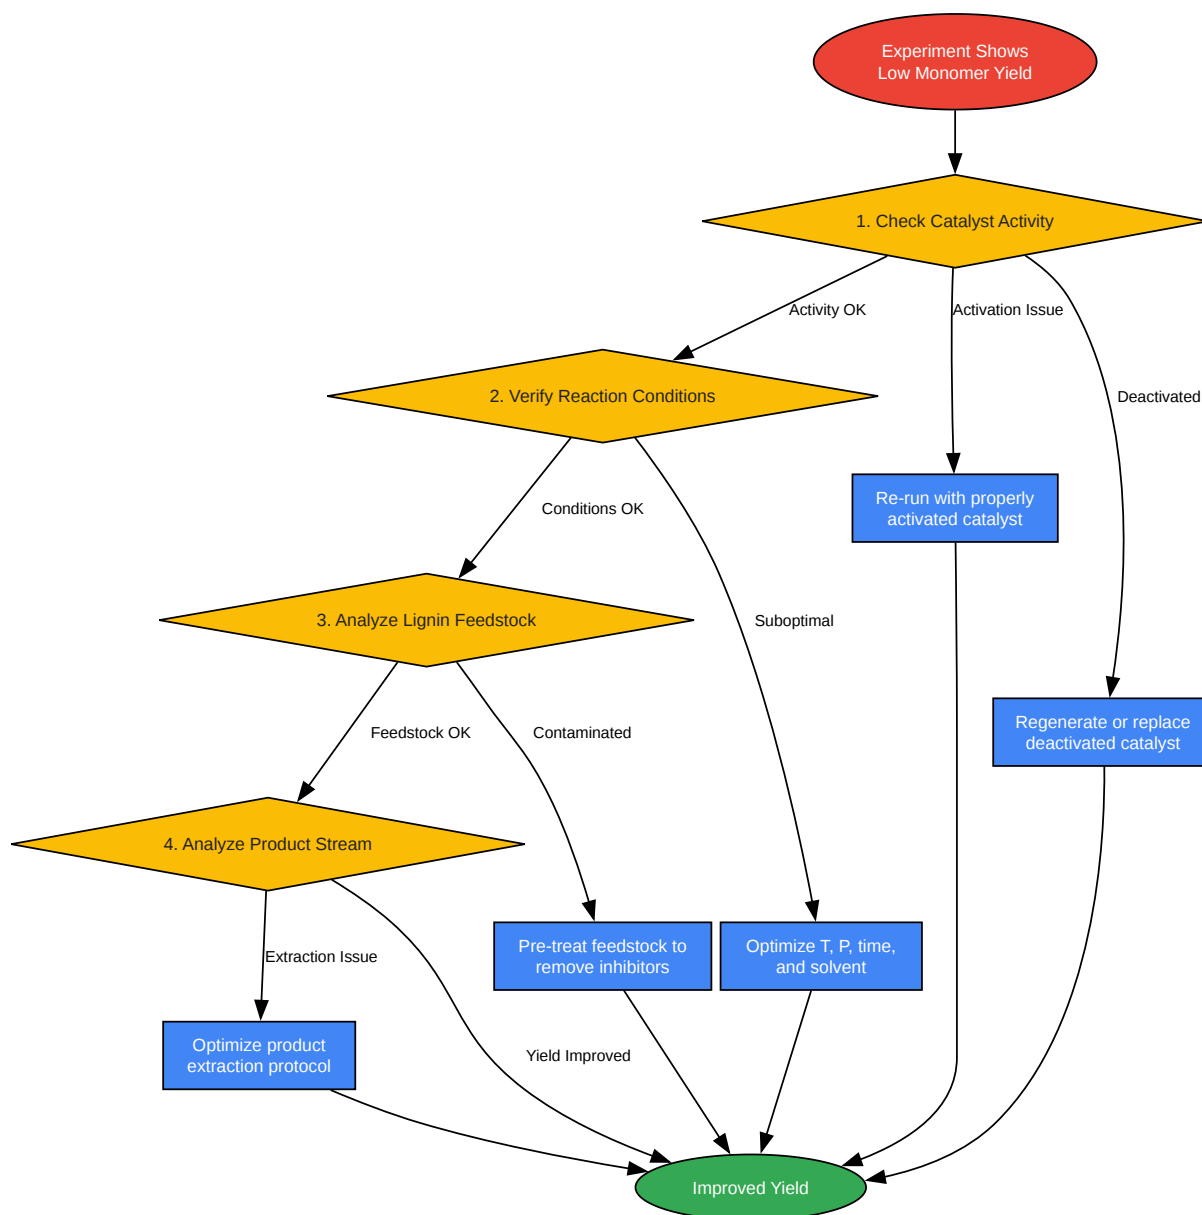 Experiment Shows
Low Monomer Yield
1. Check Catalyst Activity
Activity OK
Activation Issue
Deactivated
2. Verify Reaction Conditions
Re-run with properly
activated catalyst
Conditions OK
Suboptimal
3. Analyze Lignin Feedstock
Regenerate or replace
deactivated catalyst
Feedstock OK
Contaminated
4. Analyze Product Stream
Pre-treat feedstock to
remove inhibitors
Optimize T, P, time,
and solvent
Extraction Issue
Optimize product
extraction protocol
Yield Improved
Improved Yield